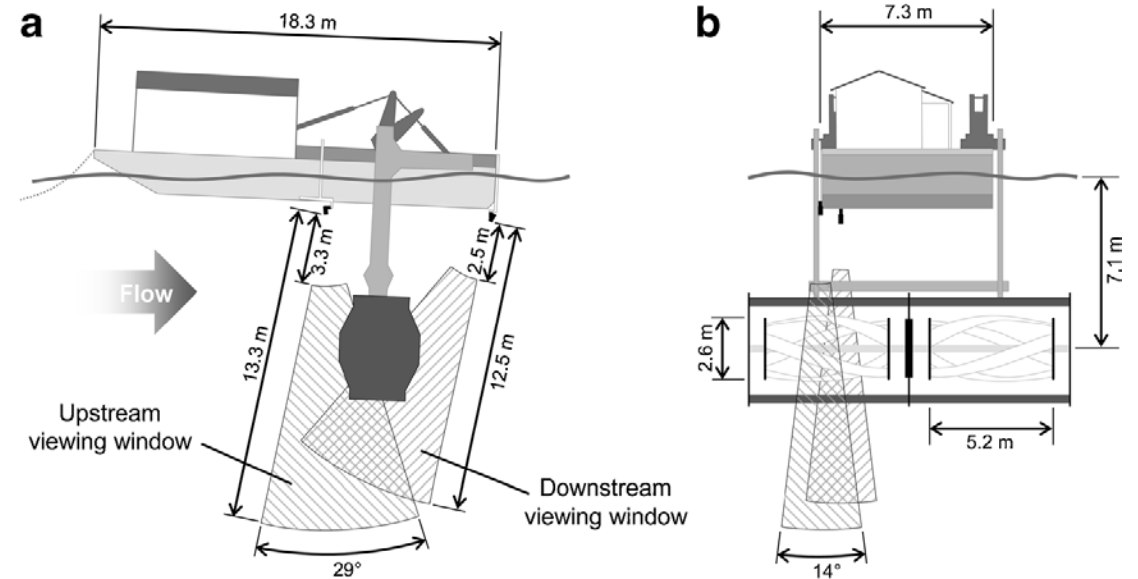 a
18.3 m
3.3 m
2.5 m
Flow
13.3 m
12.5 m
Upstream
viewing window
Downstream
viewing window
29°
b
7.3 m
7.1 m
2.6 m
5.2 m
14°